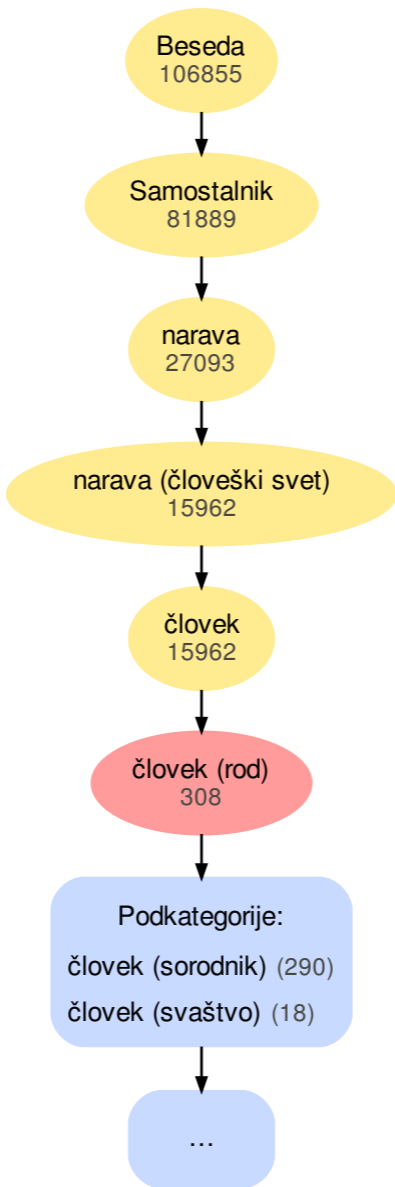 Beseda
106855
Samostalnik
81889
narava
27093
narava (človeški svet)
15962
človek
15962
človek (rod)
308
Podkategorije:
človek (sorodnik) (290)
človek (svaštvo) (18)
...